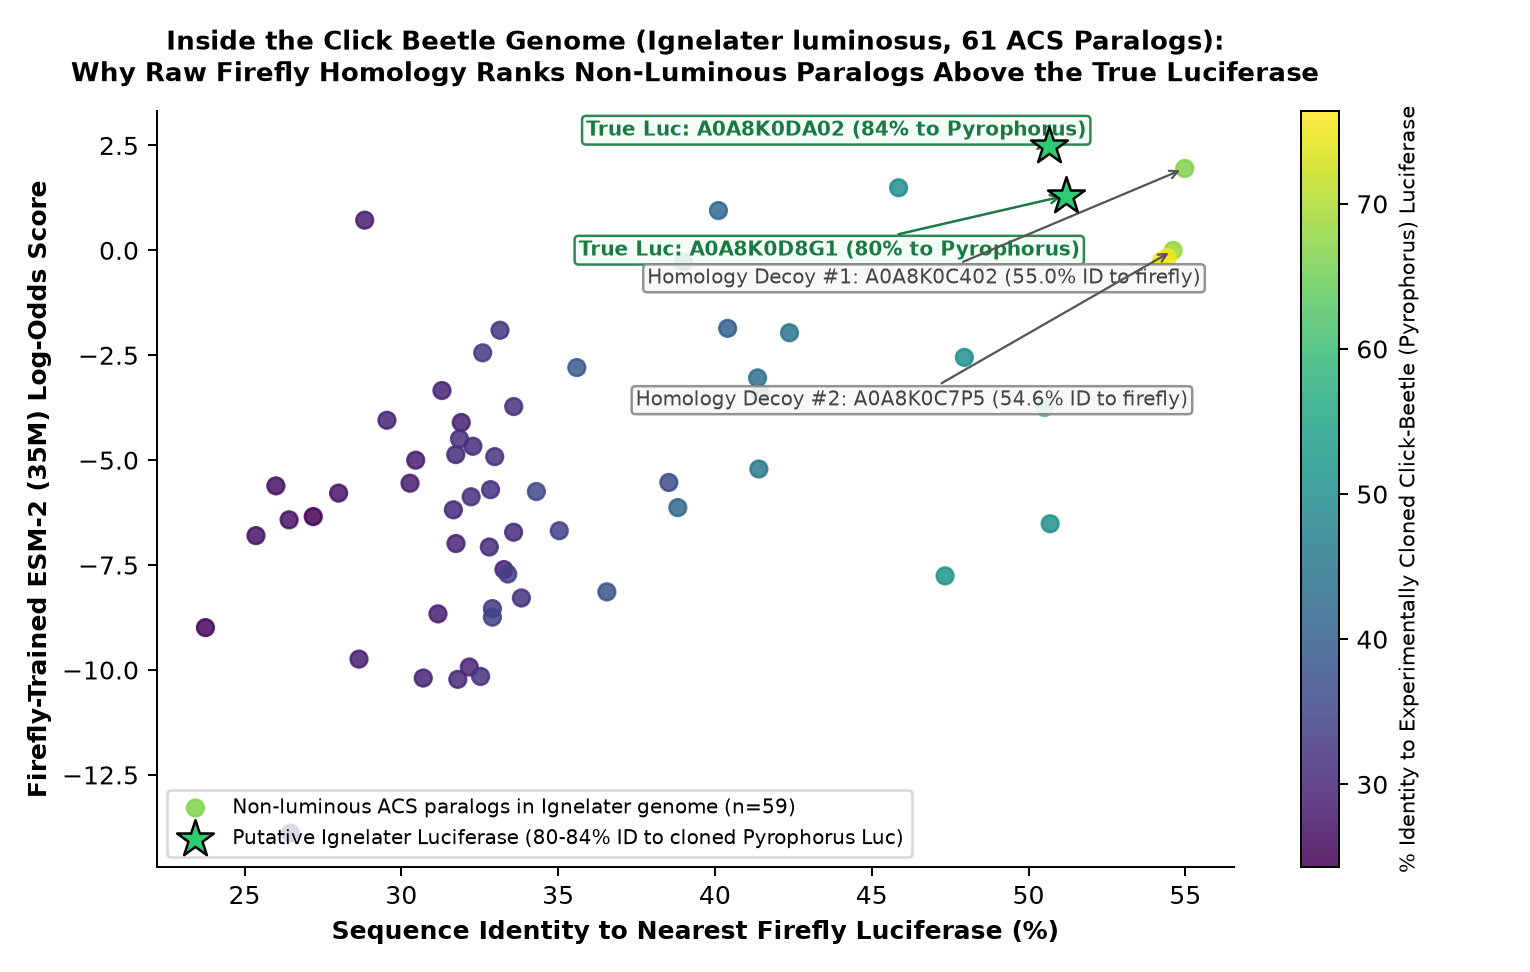 Inside the Click Beetle Genome (Ignelater luminosus, 61 ACS Paralogs):
Why Raw Firefly Homology Ranks Non-Luminous Paralogs Above the True Luciferase
True Luc: A0A8K0DA02 (84% to Pyrophorus)
True Luc: A0A8K0D8G1 (80% to Pyrophorus)
Homology Decoy #1: A0A8K0C402 (55.0% ID to firefly)
Homology Decoy #2: A0A8K0C7P5 (54.6% ID to firefly)
Firefly-Trained ESM-2 (35M) Log-Odds Score
2.5
0.0
−2.5
−5.0
−7.5
−10.0
−12.5
Non-luminous ACS paralogs in Ignelater genome (n=59)
Putative Ignelater Luciferase (80-84% ID to cloned Pyrophorus Luc)
25
30
35
40
45
50
55
Sequence Identity to Nearest Firefly Luciferase (%)
70
60
50
40
30
% Identity to Experimentally Cloned Click-Beetle (Pyrophorus) Luciferase